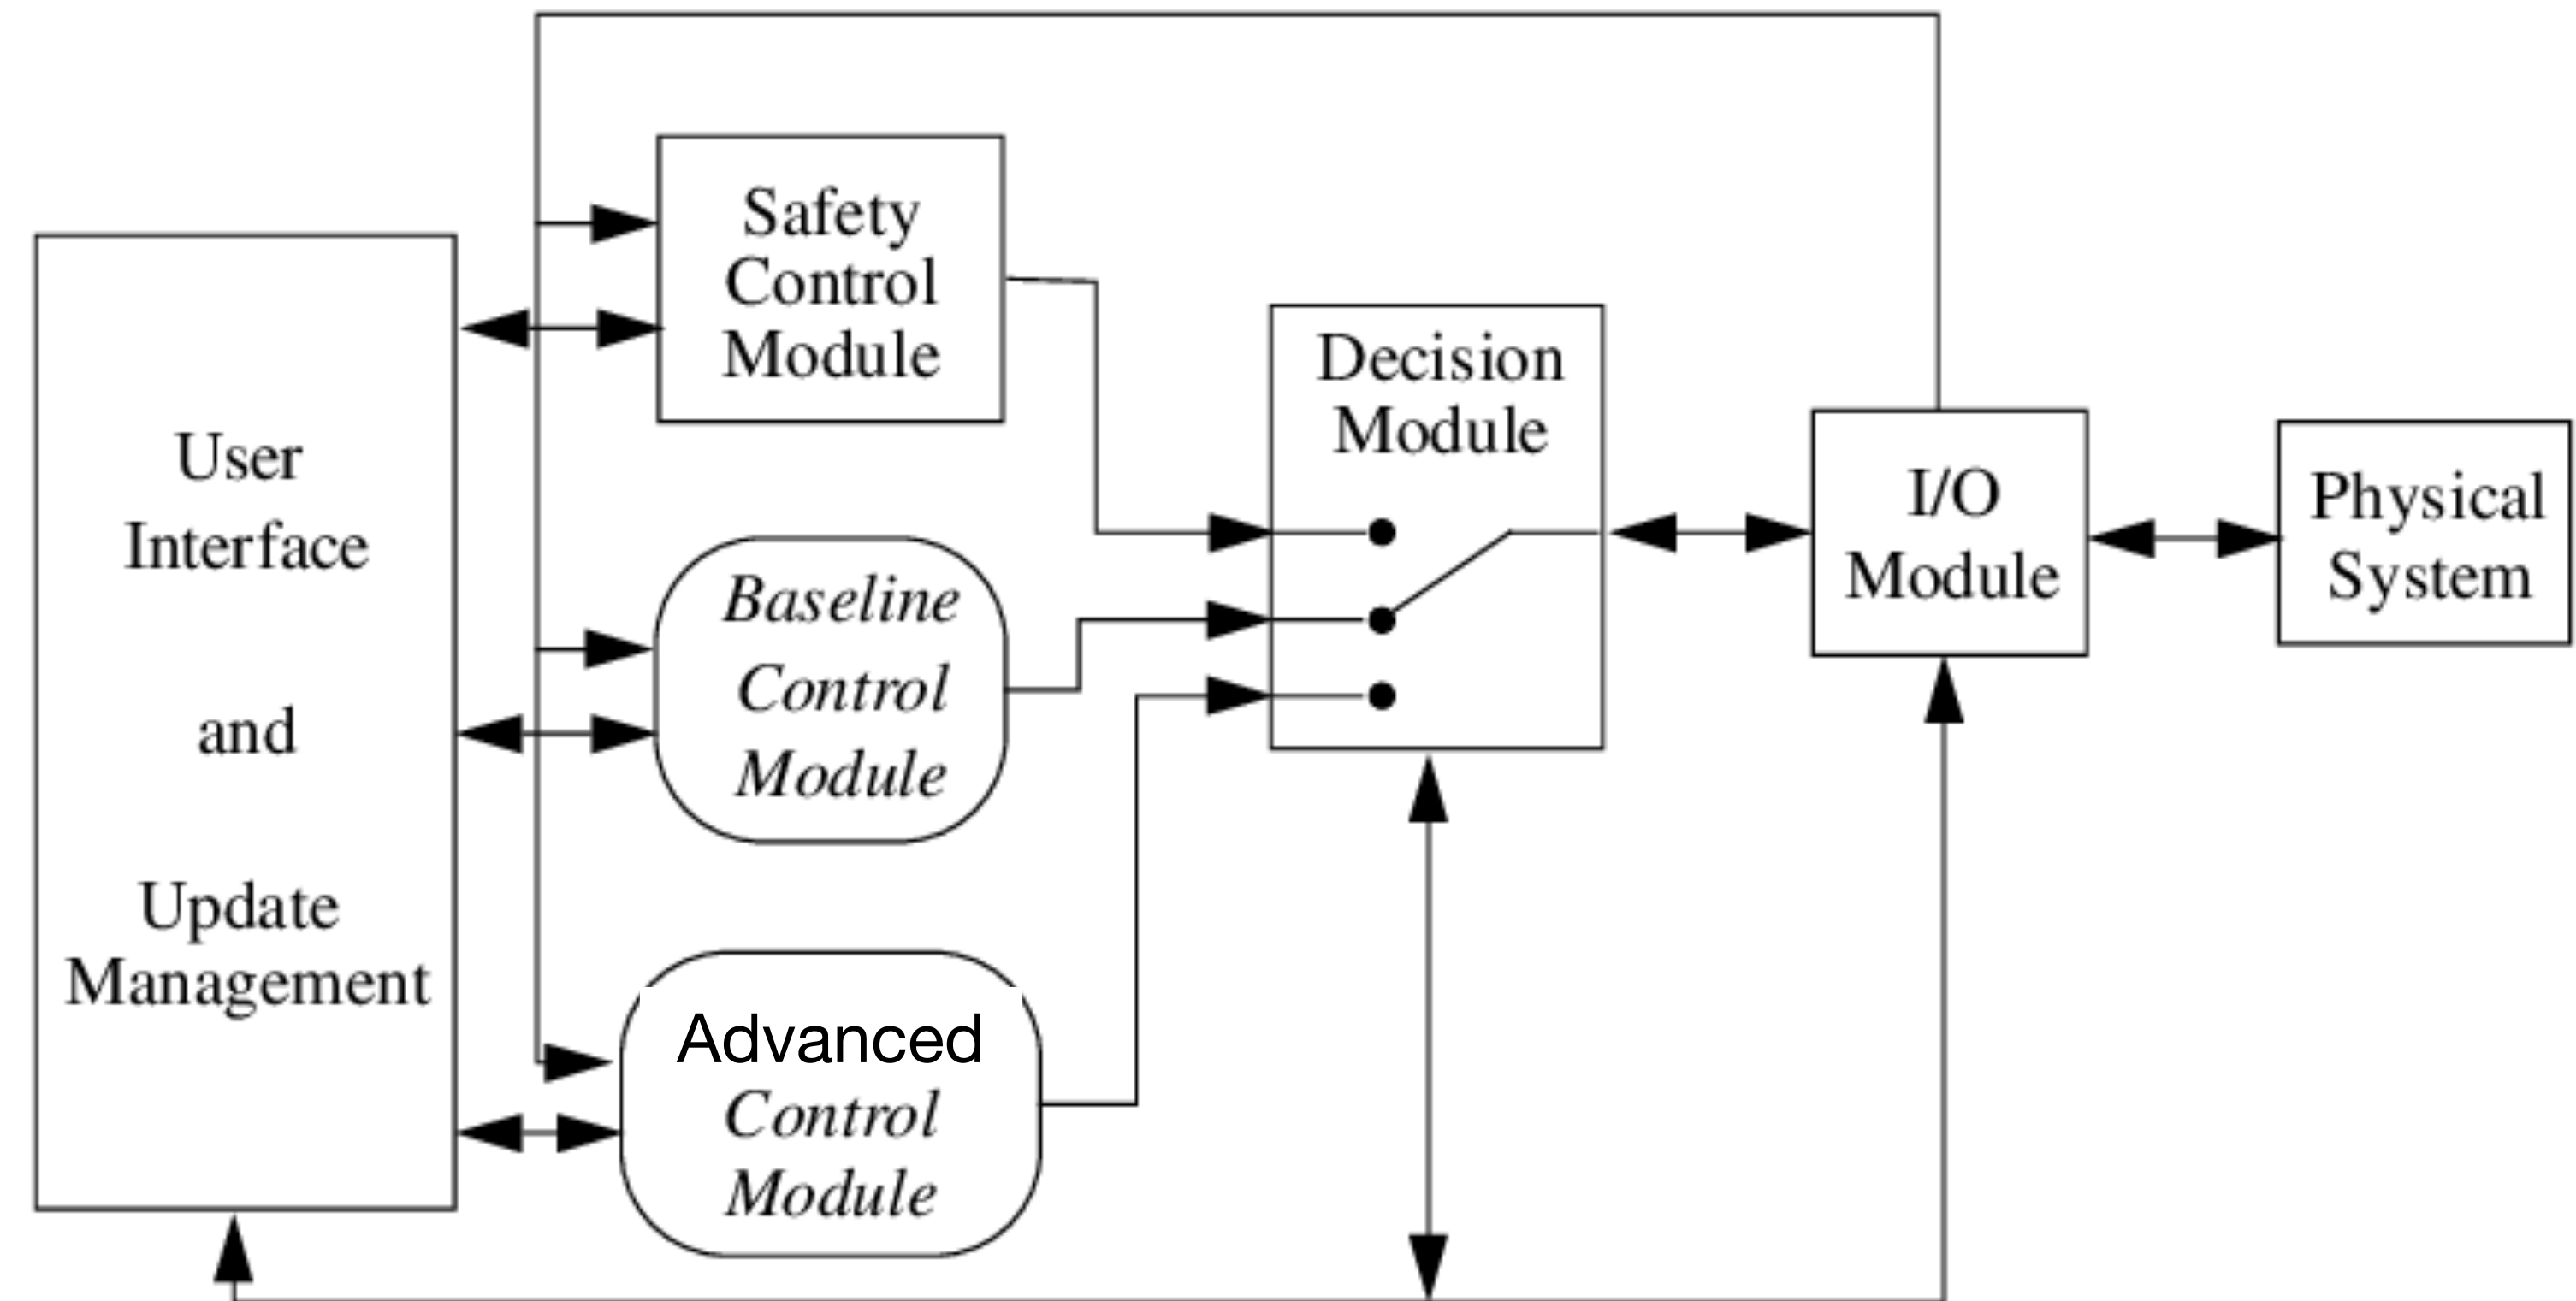 User
Interface
and
Update
Management
Safety
Control
Module
Baseline
Control
Module
Advanced
Control
Module
Decision
Module
I/O
Module
Physical
System